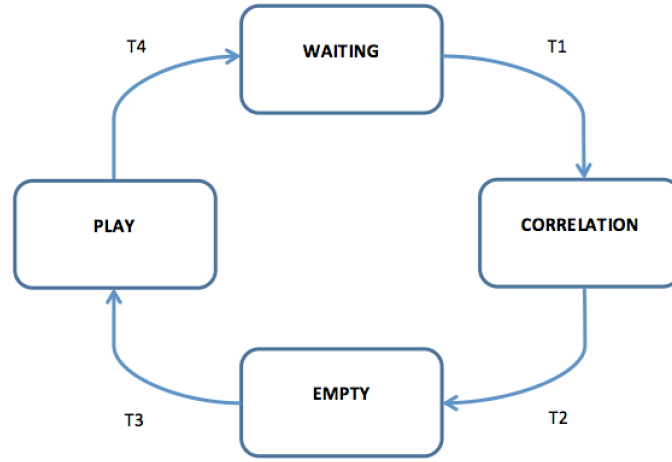 T4
WAITING
T1
PLAY
CORRELATION
EMPTY
T3
T2